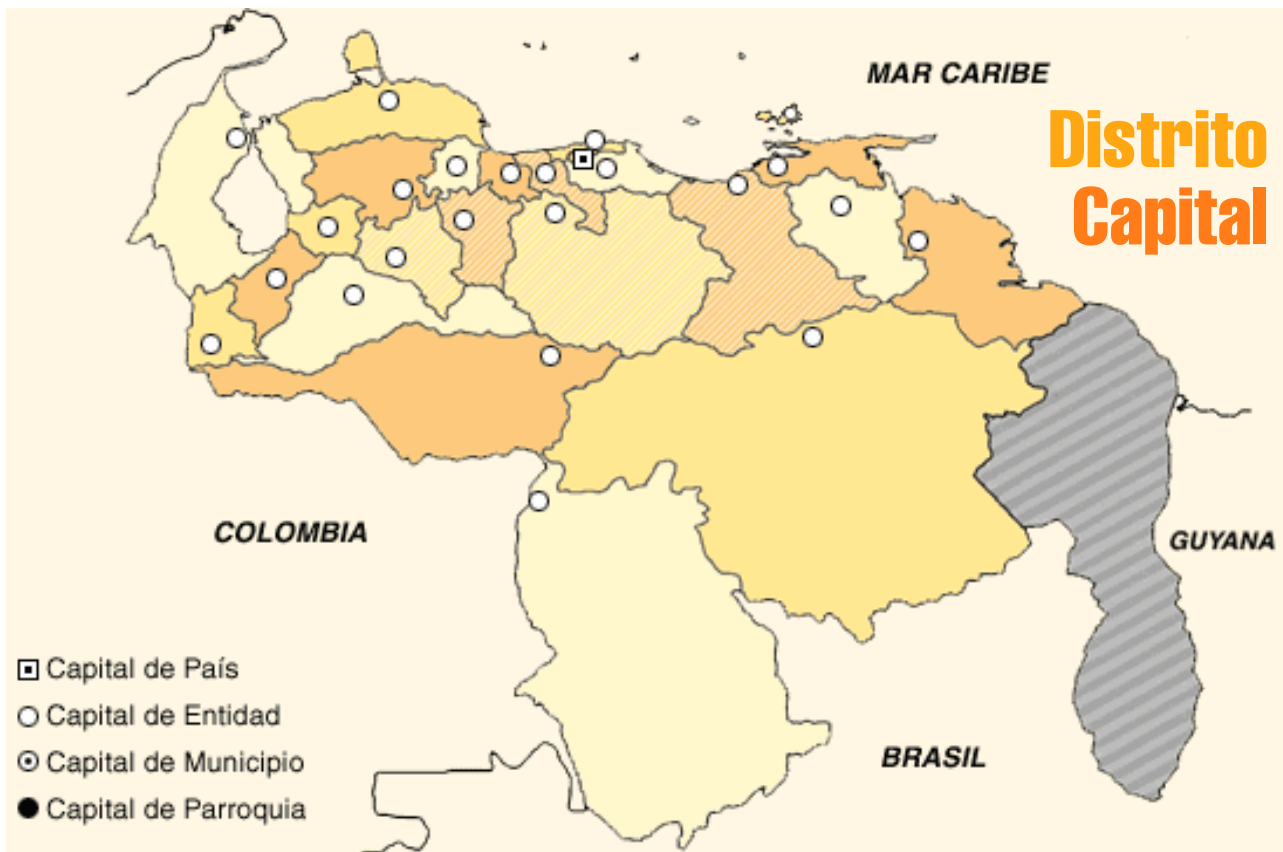 MAR CARIBE
Distrito
Capital
COLOMBIA
GUYANA
BRASIL
Capital de País
Capital de Entidad
Capital de Municipio
Capital de Parroquia